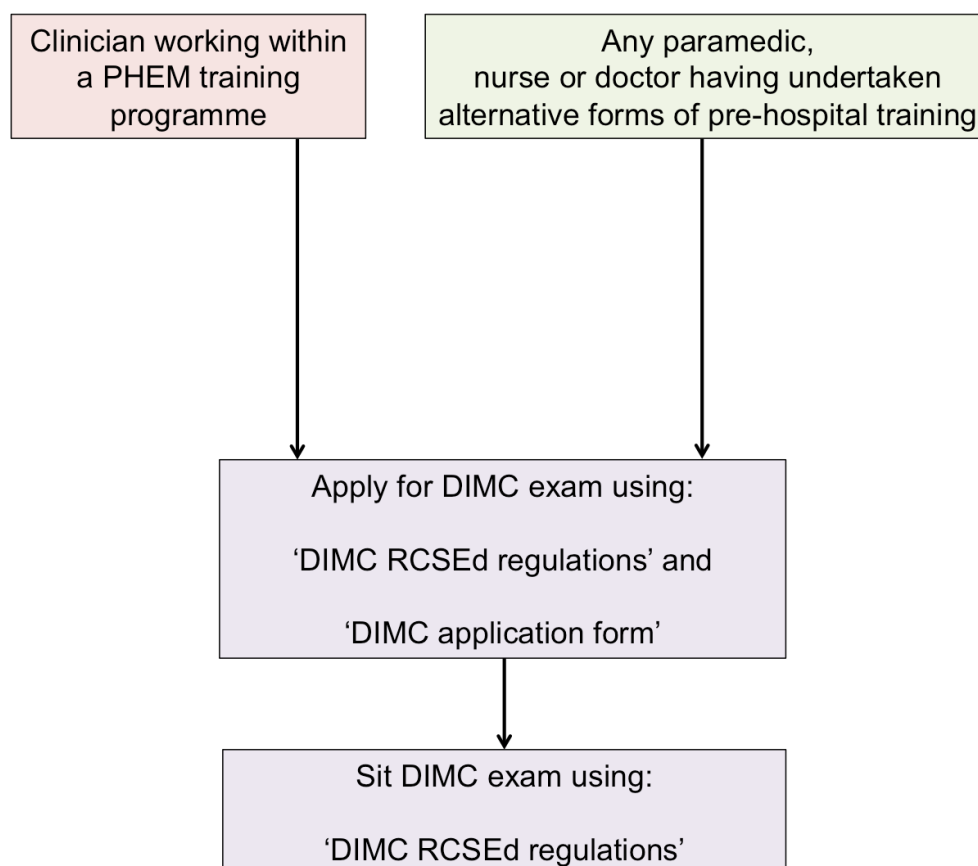 Clinician working within
a PHEM training
programme
Any paramedic,
nurse or doctor having undertaken
alternative forms of pre-hospital training
Apply for DIMC exam using:
‘DIMC RCSEd regulations’ and
‘DIMC application form’
Sit DIMC exam using:
‘DIMC RCSEd regulations’